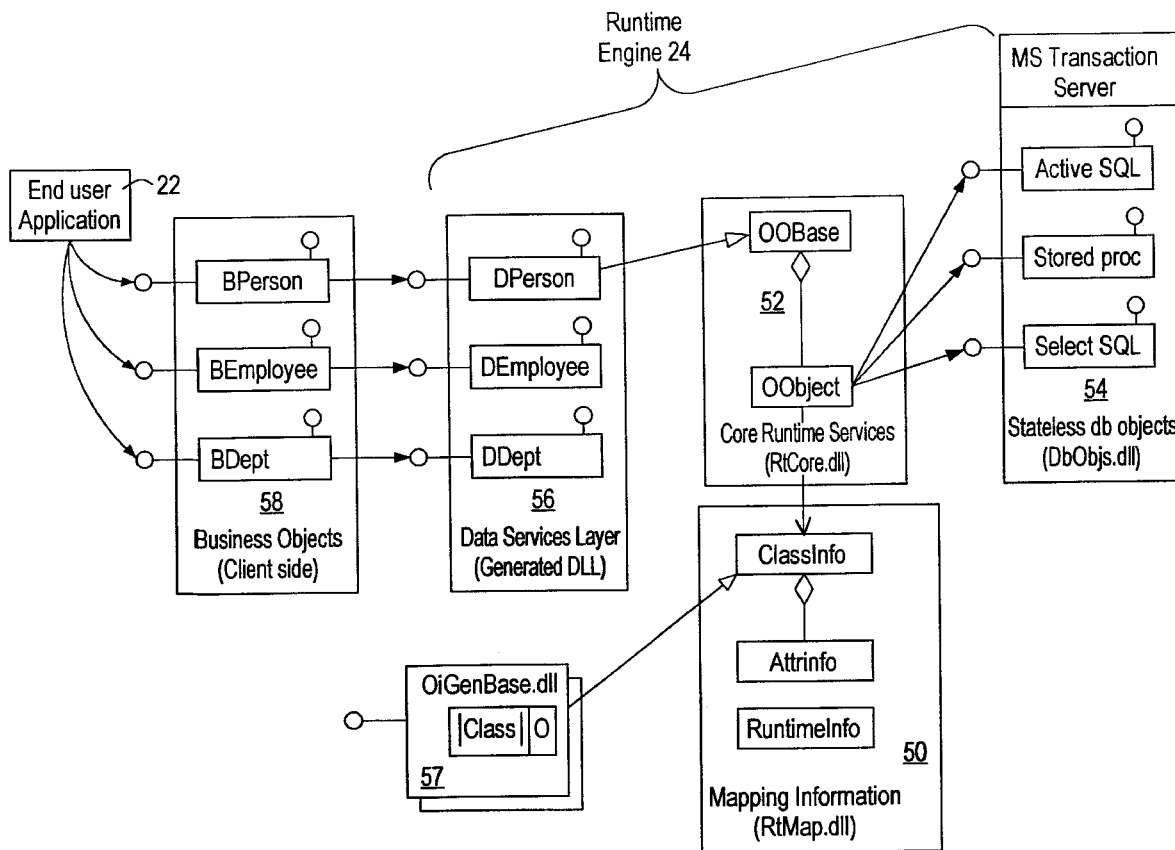 Runtime
Engine 24
MS Transaction
Server
Active SQL
Stored proc
Select SQL
54
Stateless db objects
(DbObjs.dll)
End user
Application
22
BPerson
BEmployee
BDept
58
Business Objects
(Client side)
DPerson
DEmployee
DDept
56
Data Services Layer
(Generated DLL)
OOBase
52
OObject
Core Runtime Services
(RtCore.dll)
ClassInfo
Attrinfo
RuntimeInfo
50
Mapping Information
(RtMap.dll)
OiGenBase.dll
|Class| O
57